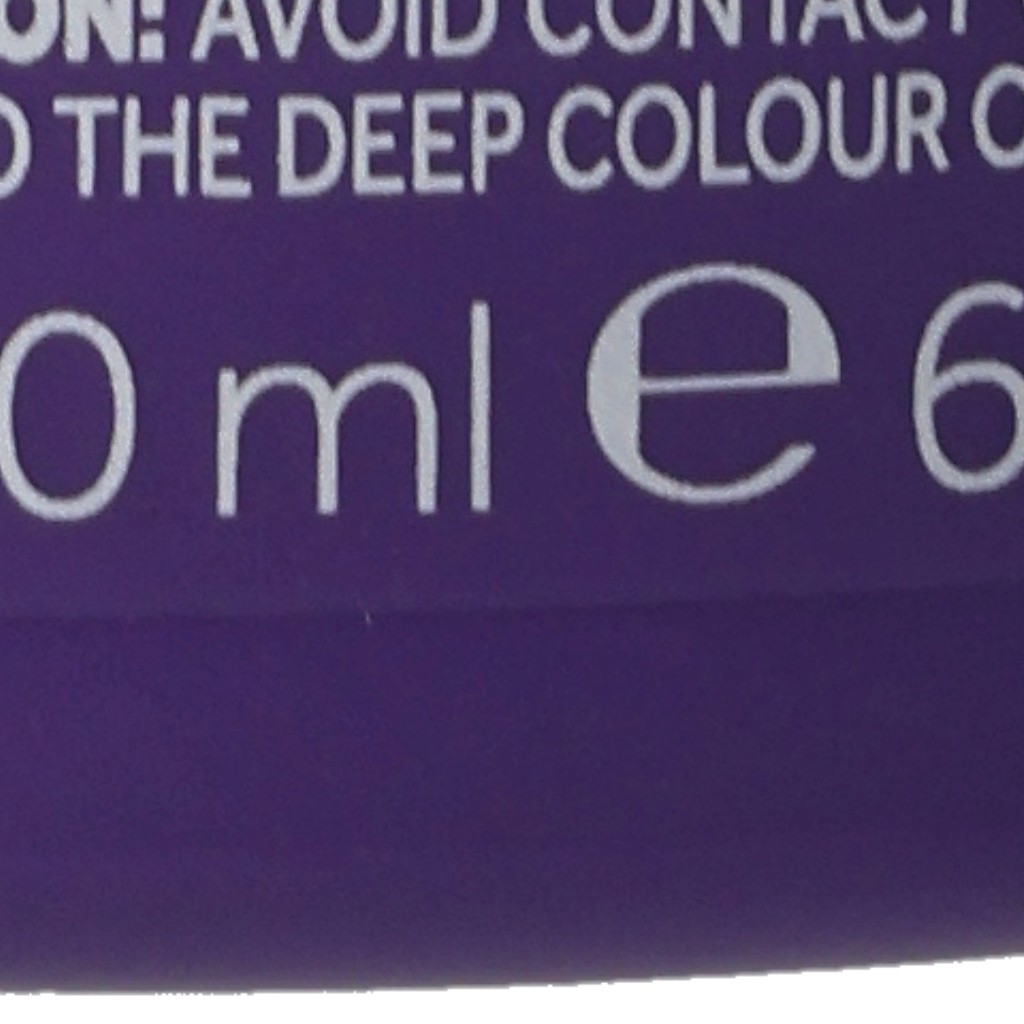 ON: AVOID CONTACT
THE DEEP COLOUR
0 ml e 6